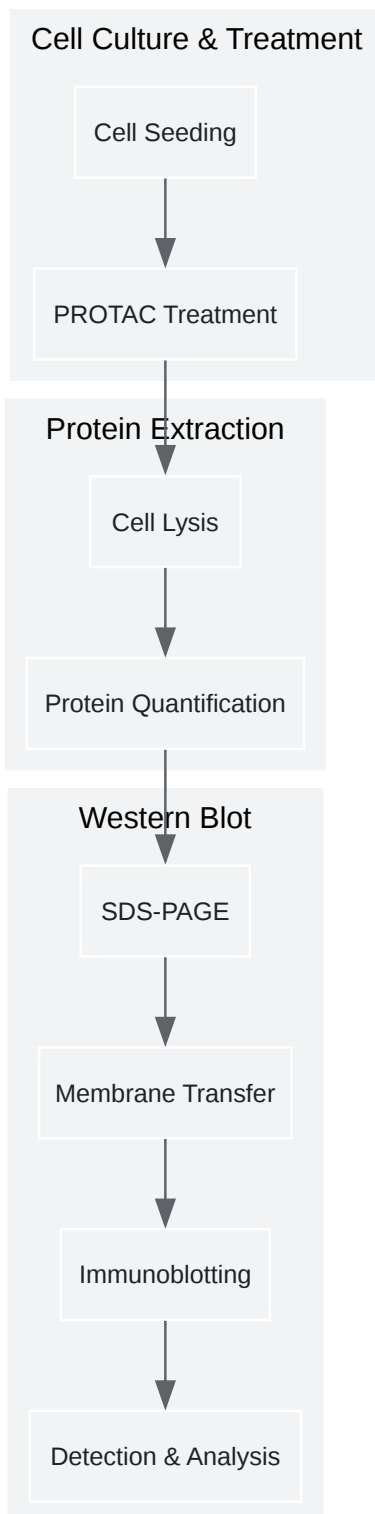 Cell Culture & Treatment
Cell Seeding
PROTAC Treatment
Protein Extraction
Cell Lysis
Protein Quantification
Western Blot
SDS-PAGE
Membrane Transfer
Immunoblotting
Detection & Analysis